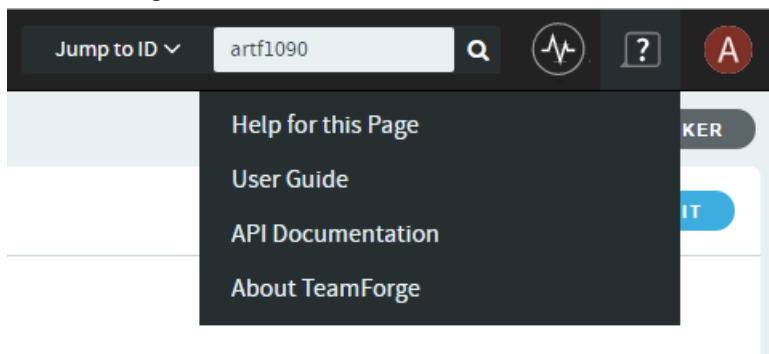 Jump to ID
artf1090
?
A
Help for this Page
KER
User Guide
IT
API Documentation
About TeamForge